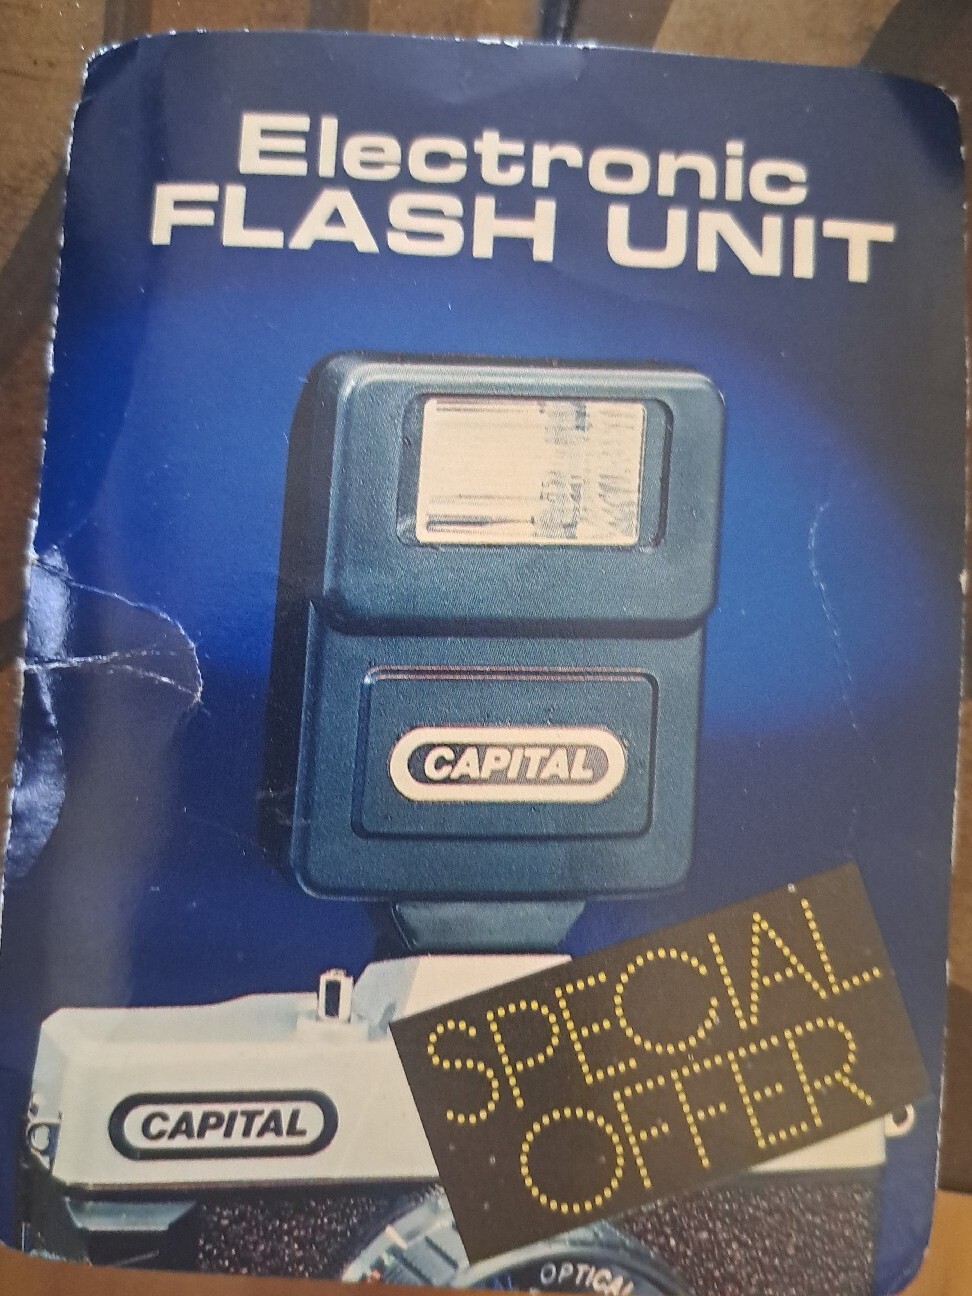 Electronic
FLASH UNIT
CAPITAL
CAPITAL
SPECIAL
OFFER
OPTICAL